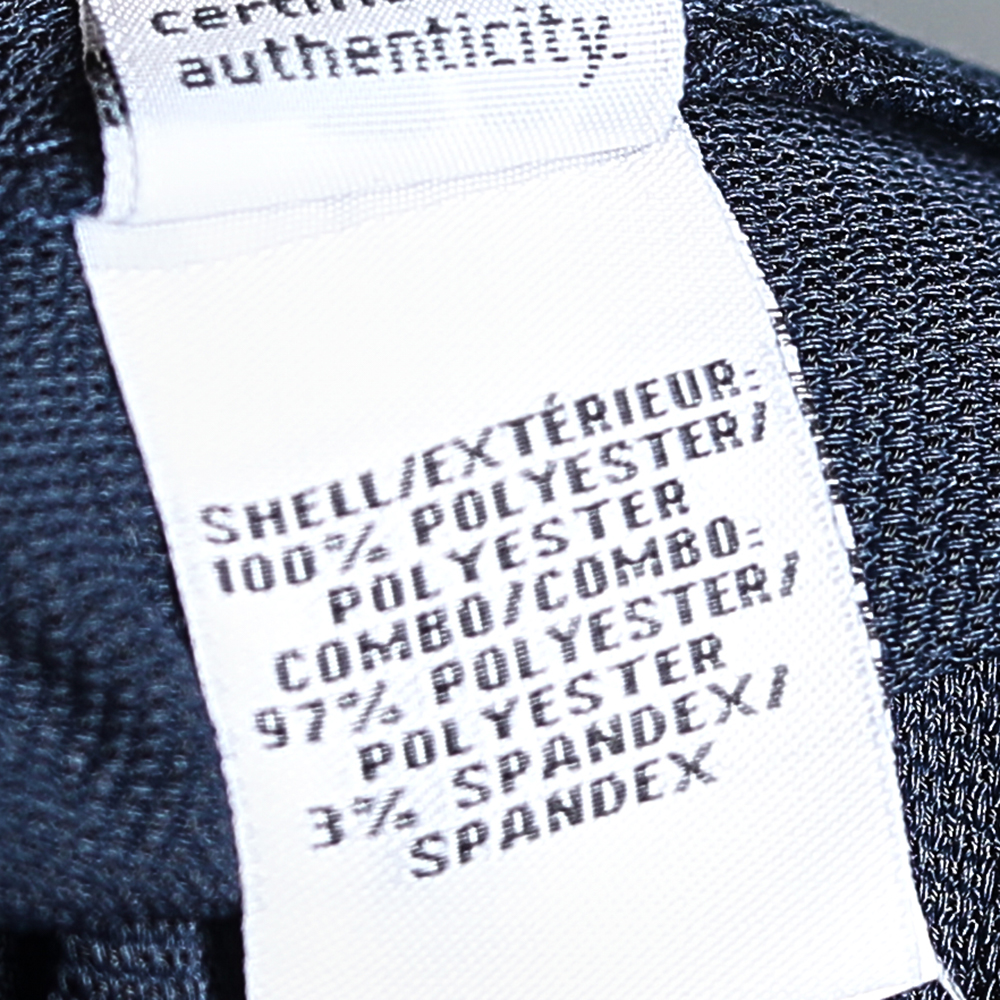 authenticity.
SHELL/EXTÉRIEUR:
100% POLYESTER/
POLYESTER
COMBO/COMBO:
97% POLYESTER/
POLYESTER
3% SPANDEX/
SPANDEX